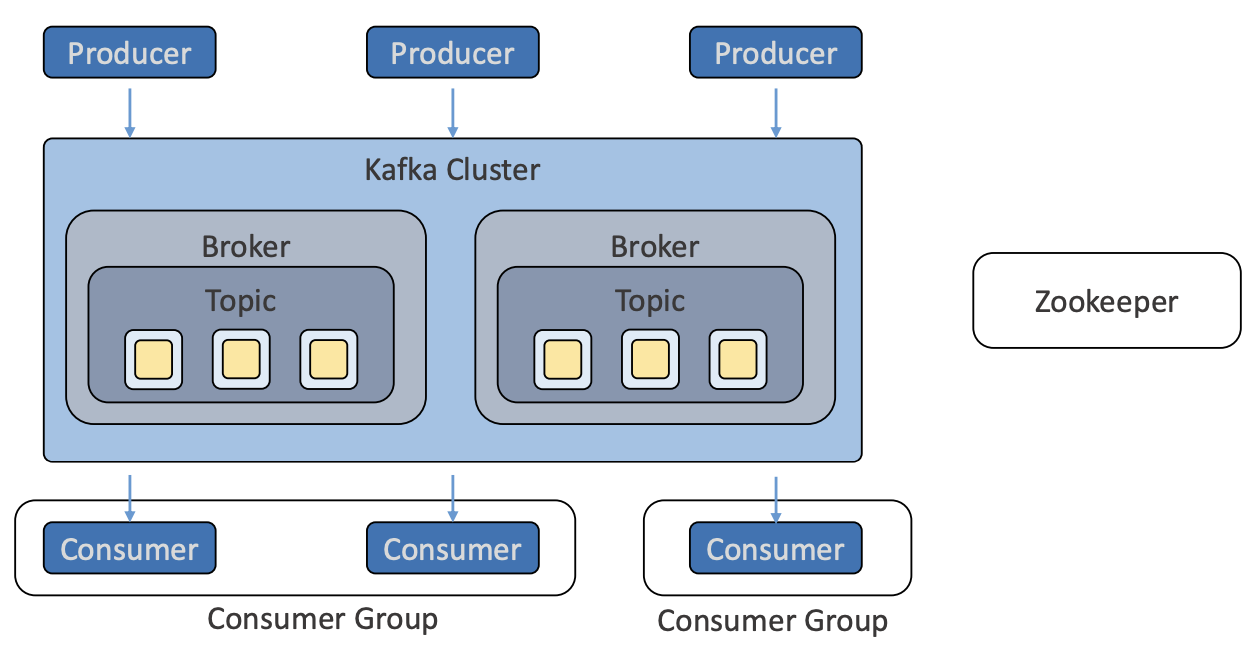 Producer
Producer
Producer
Kafka Cluster
Broker
Broker
Topic
Topic
Zookeeper
Consumer
Consumer
Consumer
Consumer Group
Consumer Group